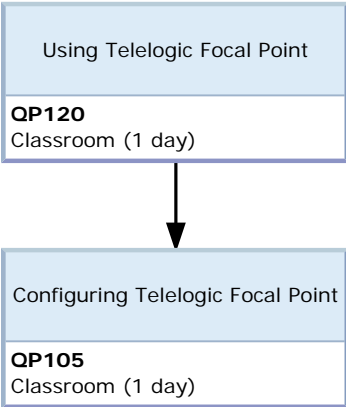 Using Telelogic Focal Point
QP120
Classroom (1 day)
Configuring Telelogic Focal Point
QP105
Classroom (1 day)